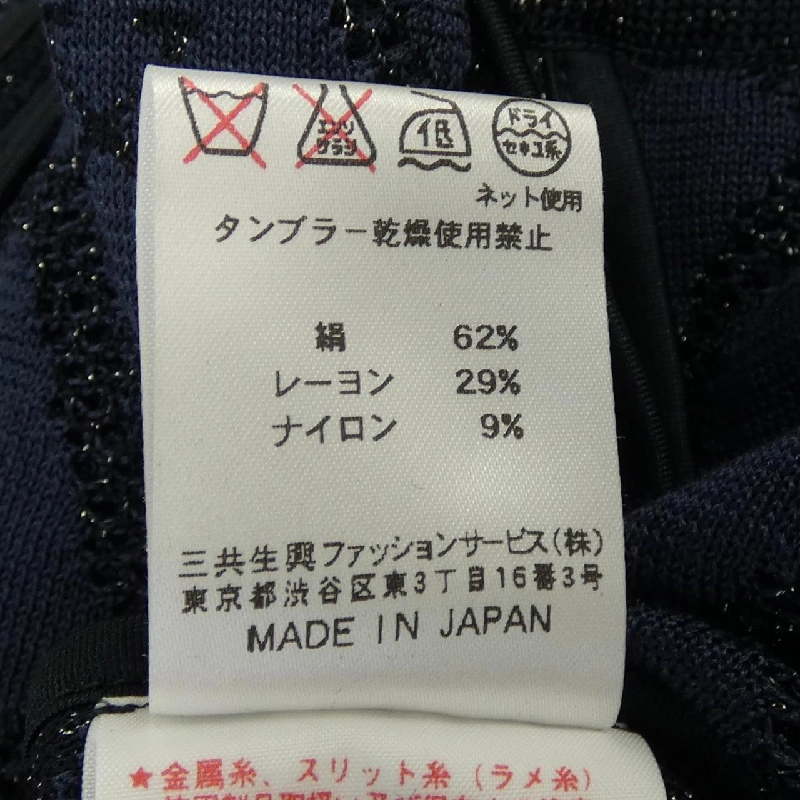 エンソ
サラシ
低
ドライ
セキユ系
ネット使用
タンブラー乾燥使用禁止
絹 62%
レーヨン 29%
ナイロン 9%
三共生興ファッションサービス(株)
東京都渋谷区東3丁目16番3号
MADE IN JAPAN
★金属糸、スリット糸(ラメ糸)